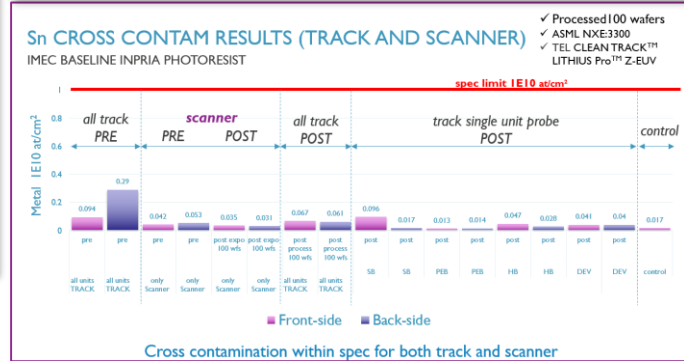 Sn CROSS CONTAM RESULTS (TRACK AND SCANNER)
IMEC BASELINE INPRIA PHOTORESIST
✓ Processed100 wafers
✓ ASML NXE:3300
✓ TEL CLEAN TRACK™
LITHIUS Pro™ Z-EUV
spec limit 1E10 at/cm²
Metal 1E10 at/cm²
1
0.8
0.6
0.4
0.2
0
all track
PRE
scanner
PRE POST
all track
POST
track single unit probe
POST
control
0.094 0.29 0.042 0.053 0.035 0.031 0.067 0.061 0.096 0.017 0.013 0.014 0.047 0.028 0.041 0.04 0.017
pre pre pre pre post expo post expo post post post post post post post post post post
100 wfs 100 wfs process process
100 wfs 100 wfs
SB SB PEB PEB HB HB DEV DEV control
all units all units only only only only all units all units
TRACK TRACK Scanner Scanner Scanner Scanner TRACK TRACK
Front-side Back-side
Cross contamination within spec for both track and scanner